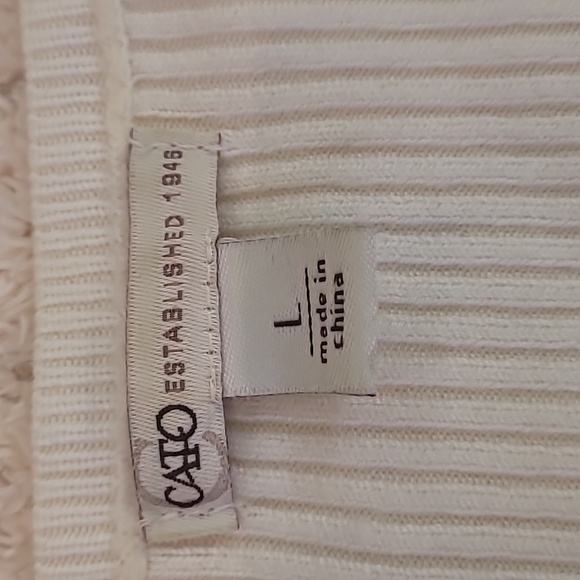 CATO ESTABLISHED 1946
L
made in
china